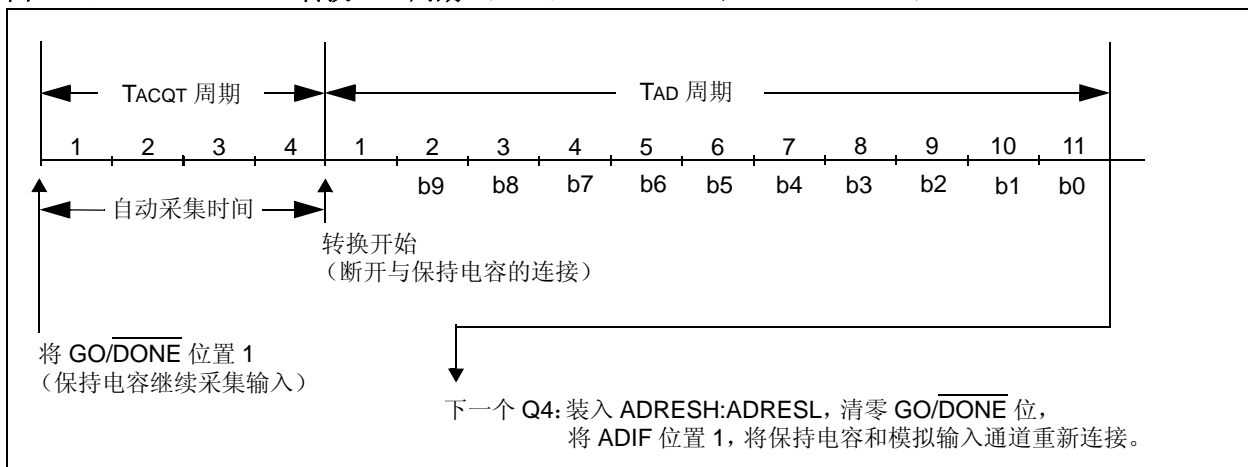 TACQT 周期
TAD 周期
1 2 3 4 1 2 3 4 5 6 7 8 9 10 11
b9 b8 b7 b6 b5 b4 b3 b2 b1 b0
自动采集时间
转换开始
（断开与保持电容的连接）
将 GO/DONE 位置 1
（保持电容继续采集输入）
下一个 Q4：装入 ADRESH:ADRESL，清零 GO/DONE 位，
将 ADIF 位置 1，将保持电容和模拟输入通道重新连接。